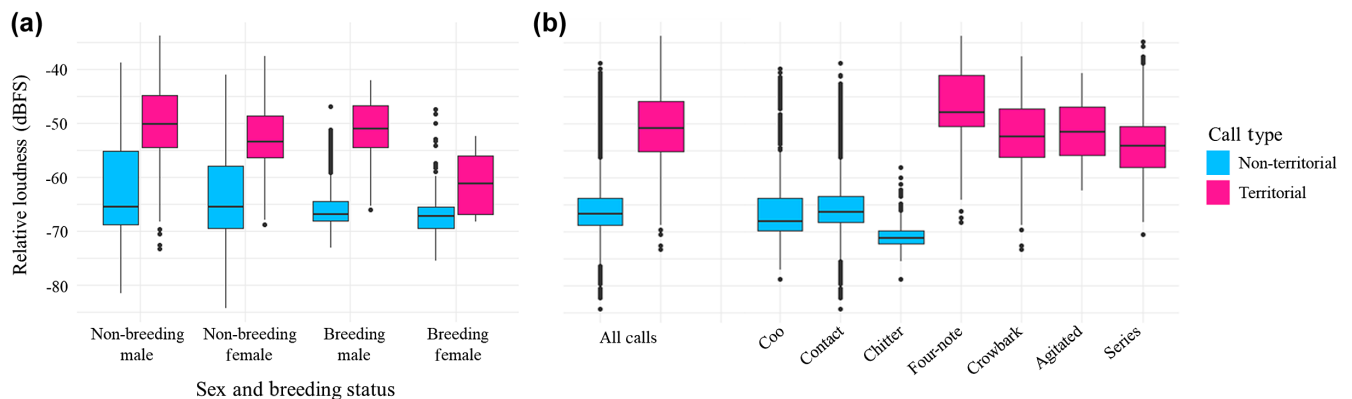 (a)
(b)
Relative loudness (dBFS)
-40
-50
-60
-70
-80
Non-breeding
male
Non-breeding
female
Breeding
male
Breeding
female
Sex and breeding status
All calls
Coo
Contact
Chitter
Four-note
Crowbark
Agitated
Series
Call type
Non-territorial
Territorial